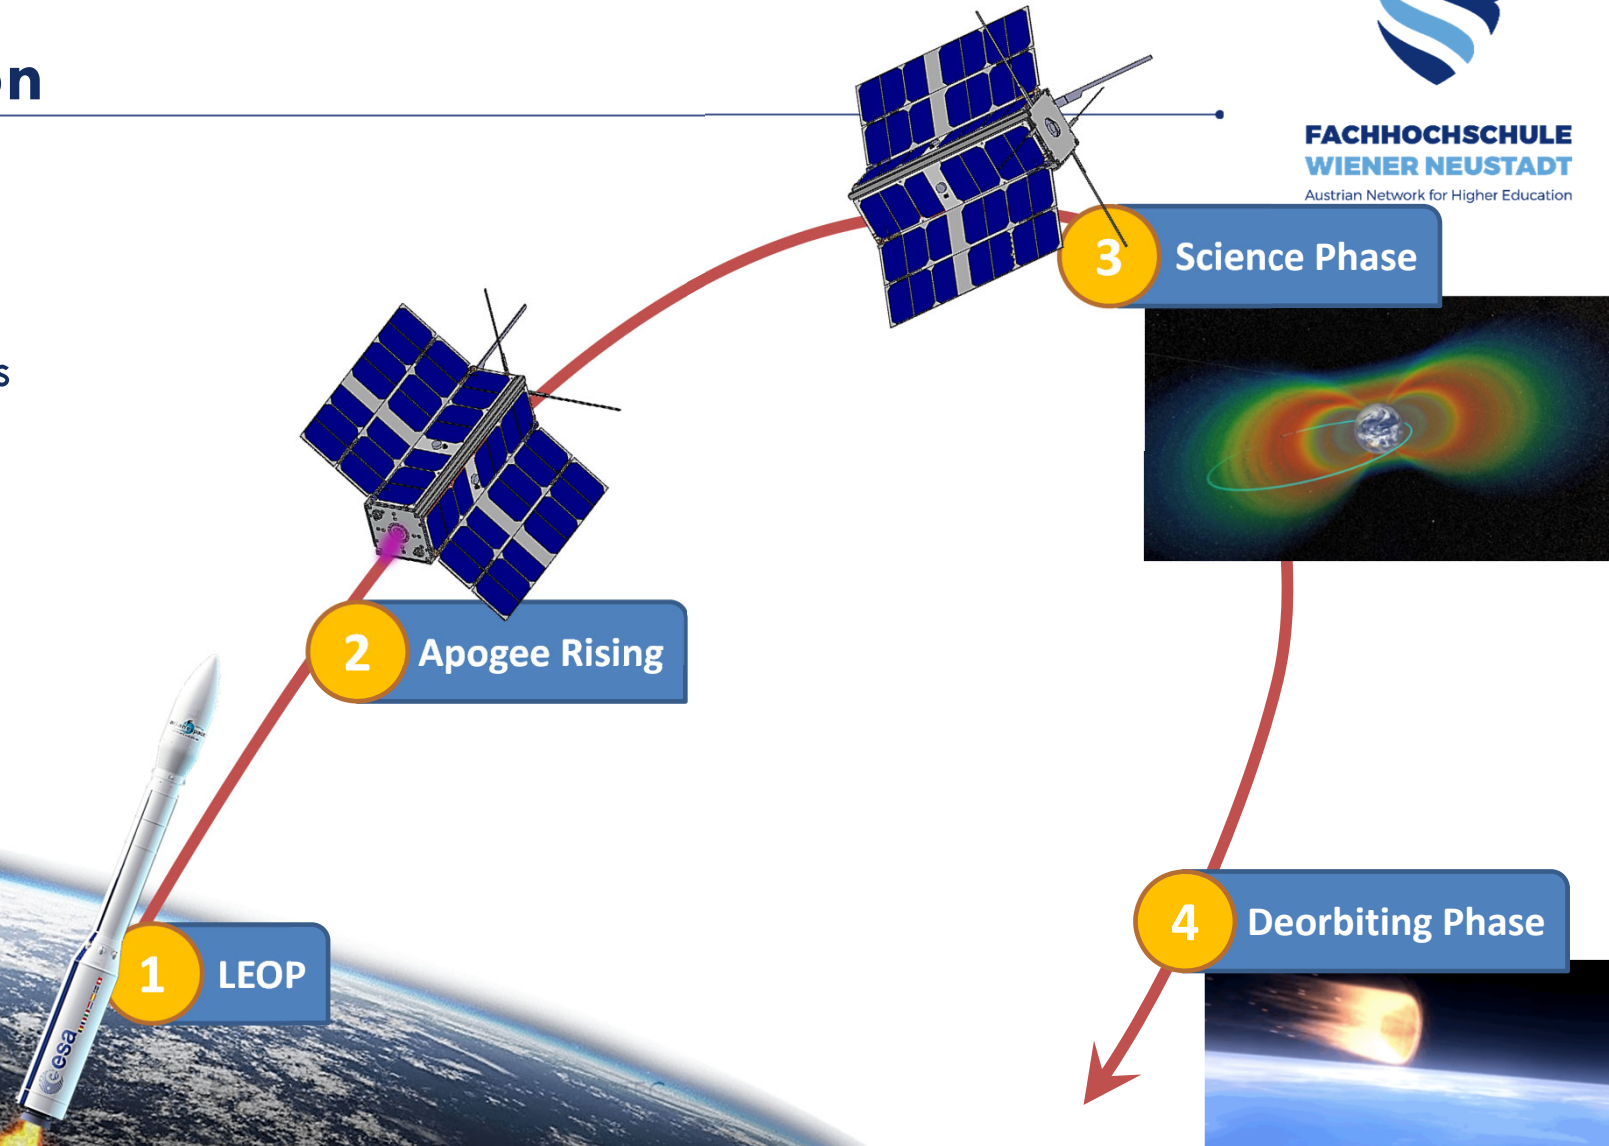 on
FACHHOCHSCHULE
WIENER NEUSTADT
Austrian Network for Higher Education
3 Science Phase
s
2 Apogee Rising
4 Deorbiting Phase
1 LEOP
esa